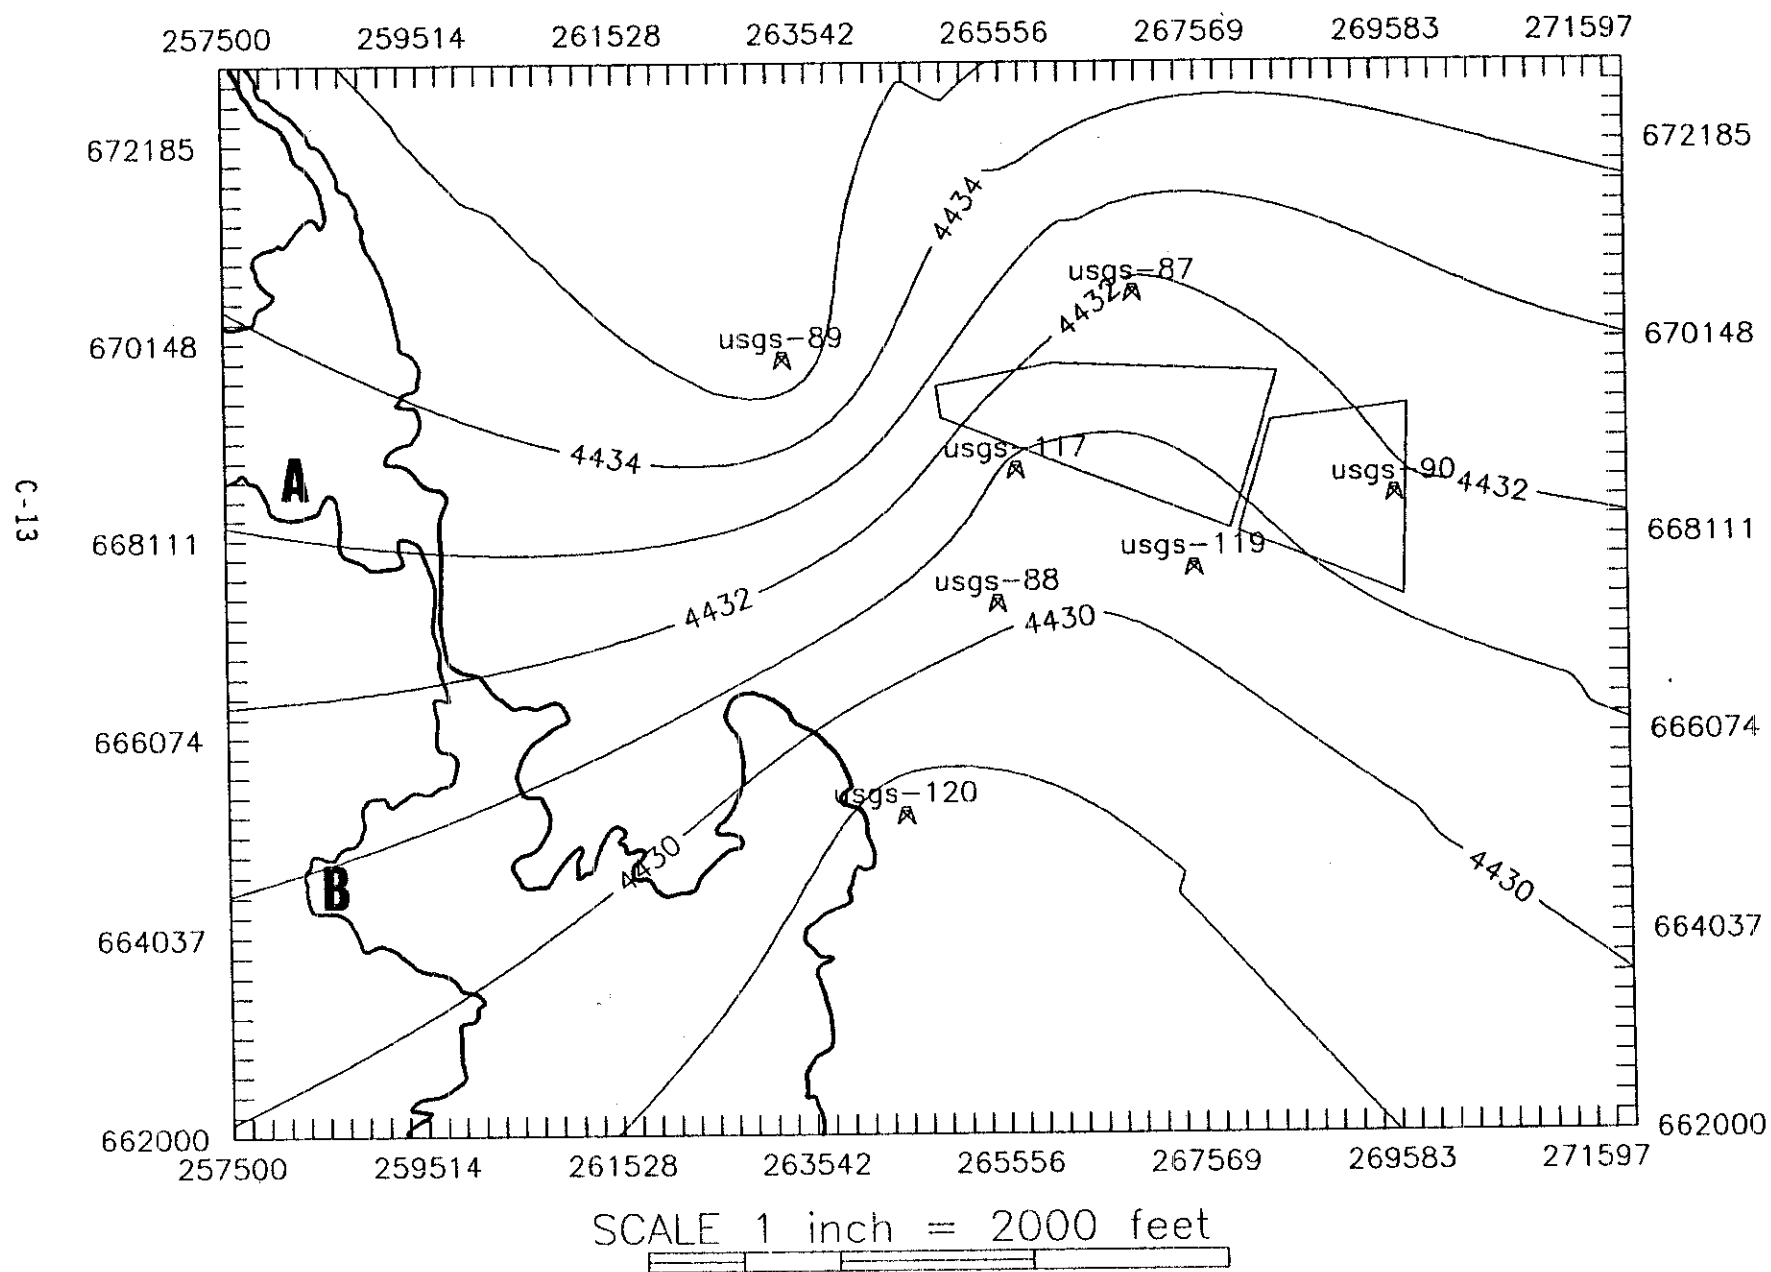 257500 259514 261528 263542 265556 267569 269583 271597
672185
672185
4434
usgs-87
4432
usgs-89
670148
670148
4434
usgs-117
usgs-90
4432
A
C-13
668111
668111
usgs-119
usgs-88
4432
4430
666074
666074
usgs-120
4430
4430
B
664037
664037
662000
662000
257500 259514 261528 263542 265556 267569 269583 271597
SCALE 1 inch = 2000 feet